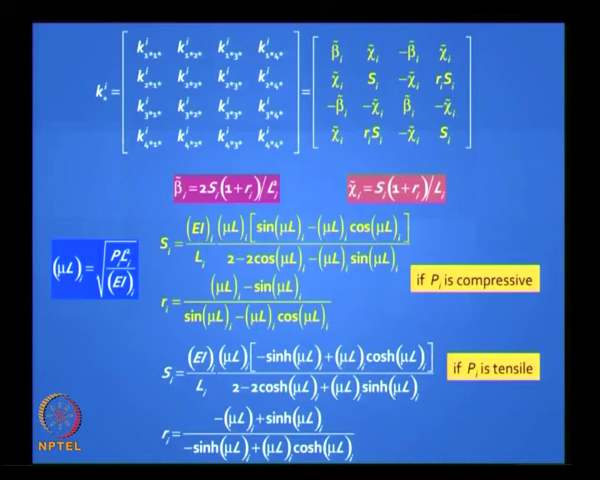 k^i_* = [ k^i_{1*1*} k^i_{1*2*} k^i_{1*3*} k^i_{1*4*} ] = [ β̃_i χ̃_i −β̃_i χ̃_i ]
[ k^i_{2*1*} k^i_{2*2*} k^i_{2*3*} k^i_{2*4*} ] [ χ̃_i S_i −χ̃_i r_iS_i ]
[ k^i_{3*1*} k^i_{3*2*} k^i_{3*3*} k^i_{3*4*} ] [ −β̃_i −χ̃_i β̃_i −χ̃_i ]
[ k^i_{4*1*} k^i_{4*2*} k^i_{4*3*} k^i_{4*4*} ] [ χ̃_i r_iS_i −χ̃_i S_i ]
β̃_i = 2S_i(1+r_i)/L_i^2 χ̃_i = S_i(1+r_i)/L_i
(μL)_i = √(P_iL_i^2/(EI)_i)
S_i = (EI)_i/L_i (μL)_i[sin(μL)_i−(μL)_i cos(μL)_i]/2−2cos(μL)_i−(μL)_i sin(μL)_i
r_i = (μL)_i−sin(μL)_i/sin(μL)_i−(μL)_i cos(μL)_i
if P_i is compressive
S_i = (EI)_i/L_i (μL)_i[−sinh(μL)_i+(μL)_i cosh(μL)_i]/2−2cosh(μL)_i+(μL)_i sinh(μL)_i
if P_i is tensile
r_i = −(μL)_i+sinh(μL)_i/−sinh(μL)_i+(μL)_i cosh(μL)_i
NPTEL